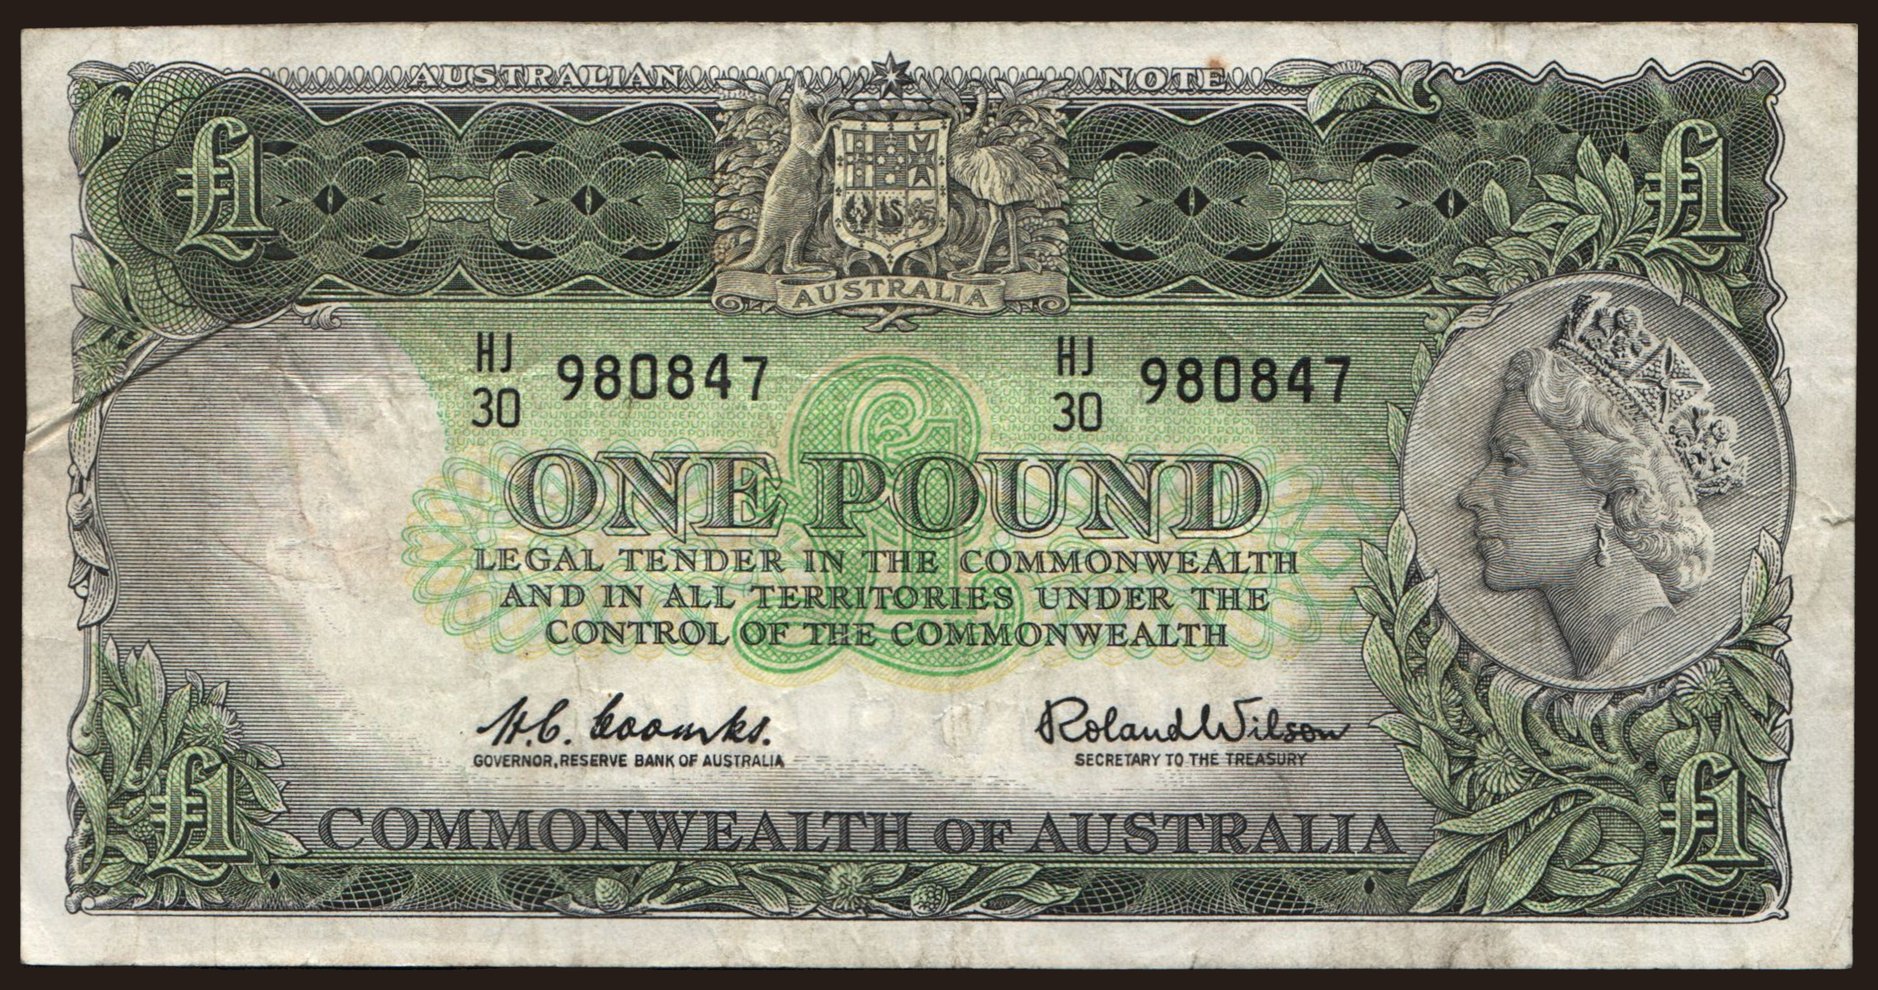 AUSTRALIAN NOTE
£1 £1
AUSTRALIA
HJ 30 980847 HJ 30 980847
£1
ONE POUND
LEGAL TENDER IN THE COMMONWEALTH
AND IN ALL TERRITORIES UNDER THE
CONTROL OF THE COMMONWEALTH
H.C. Coombs. Roland Wilson
GOVERNOR, RESERVE BANK OF AUSTRALIA SECRETARY TO THE TREASURY
£1 £1
COMMONWEALTH OF AUSTRALIA